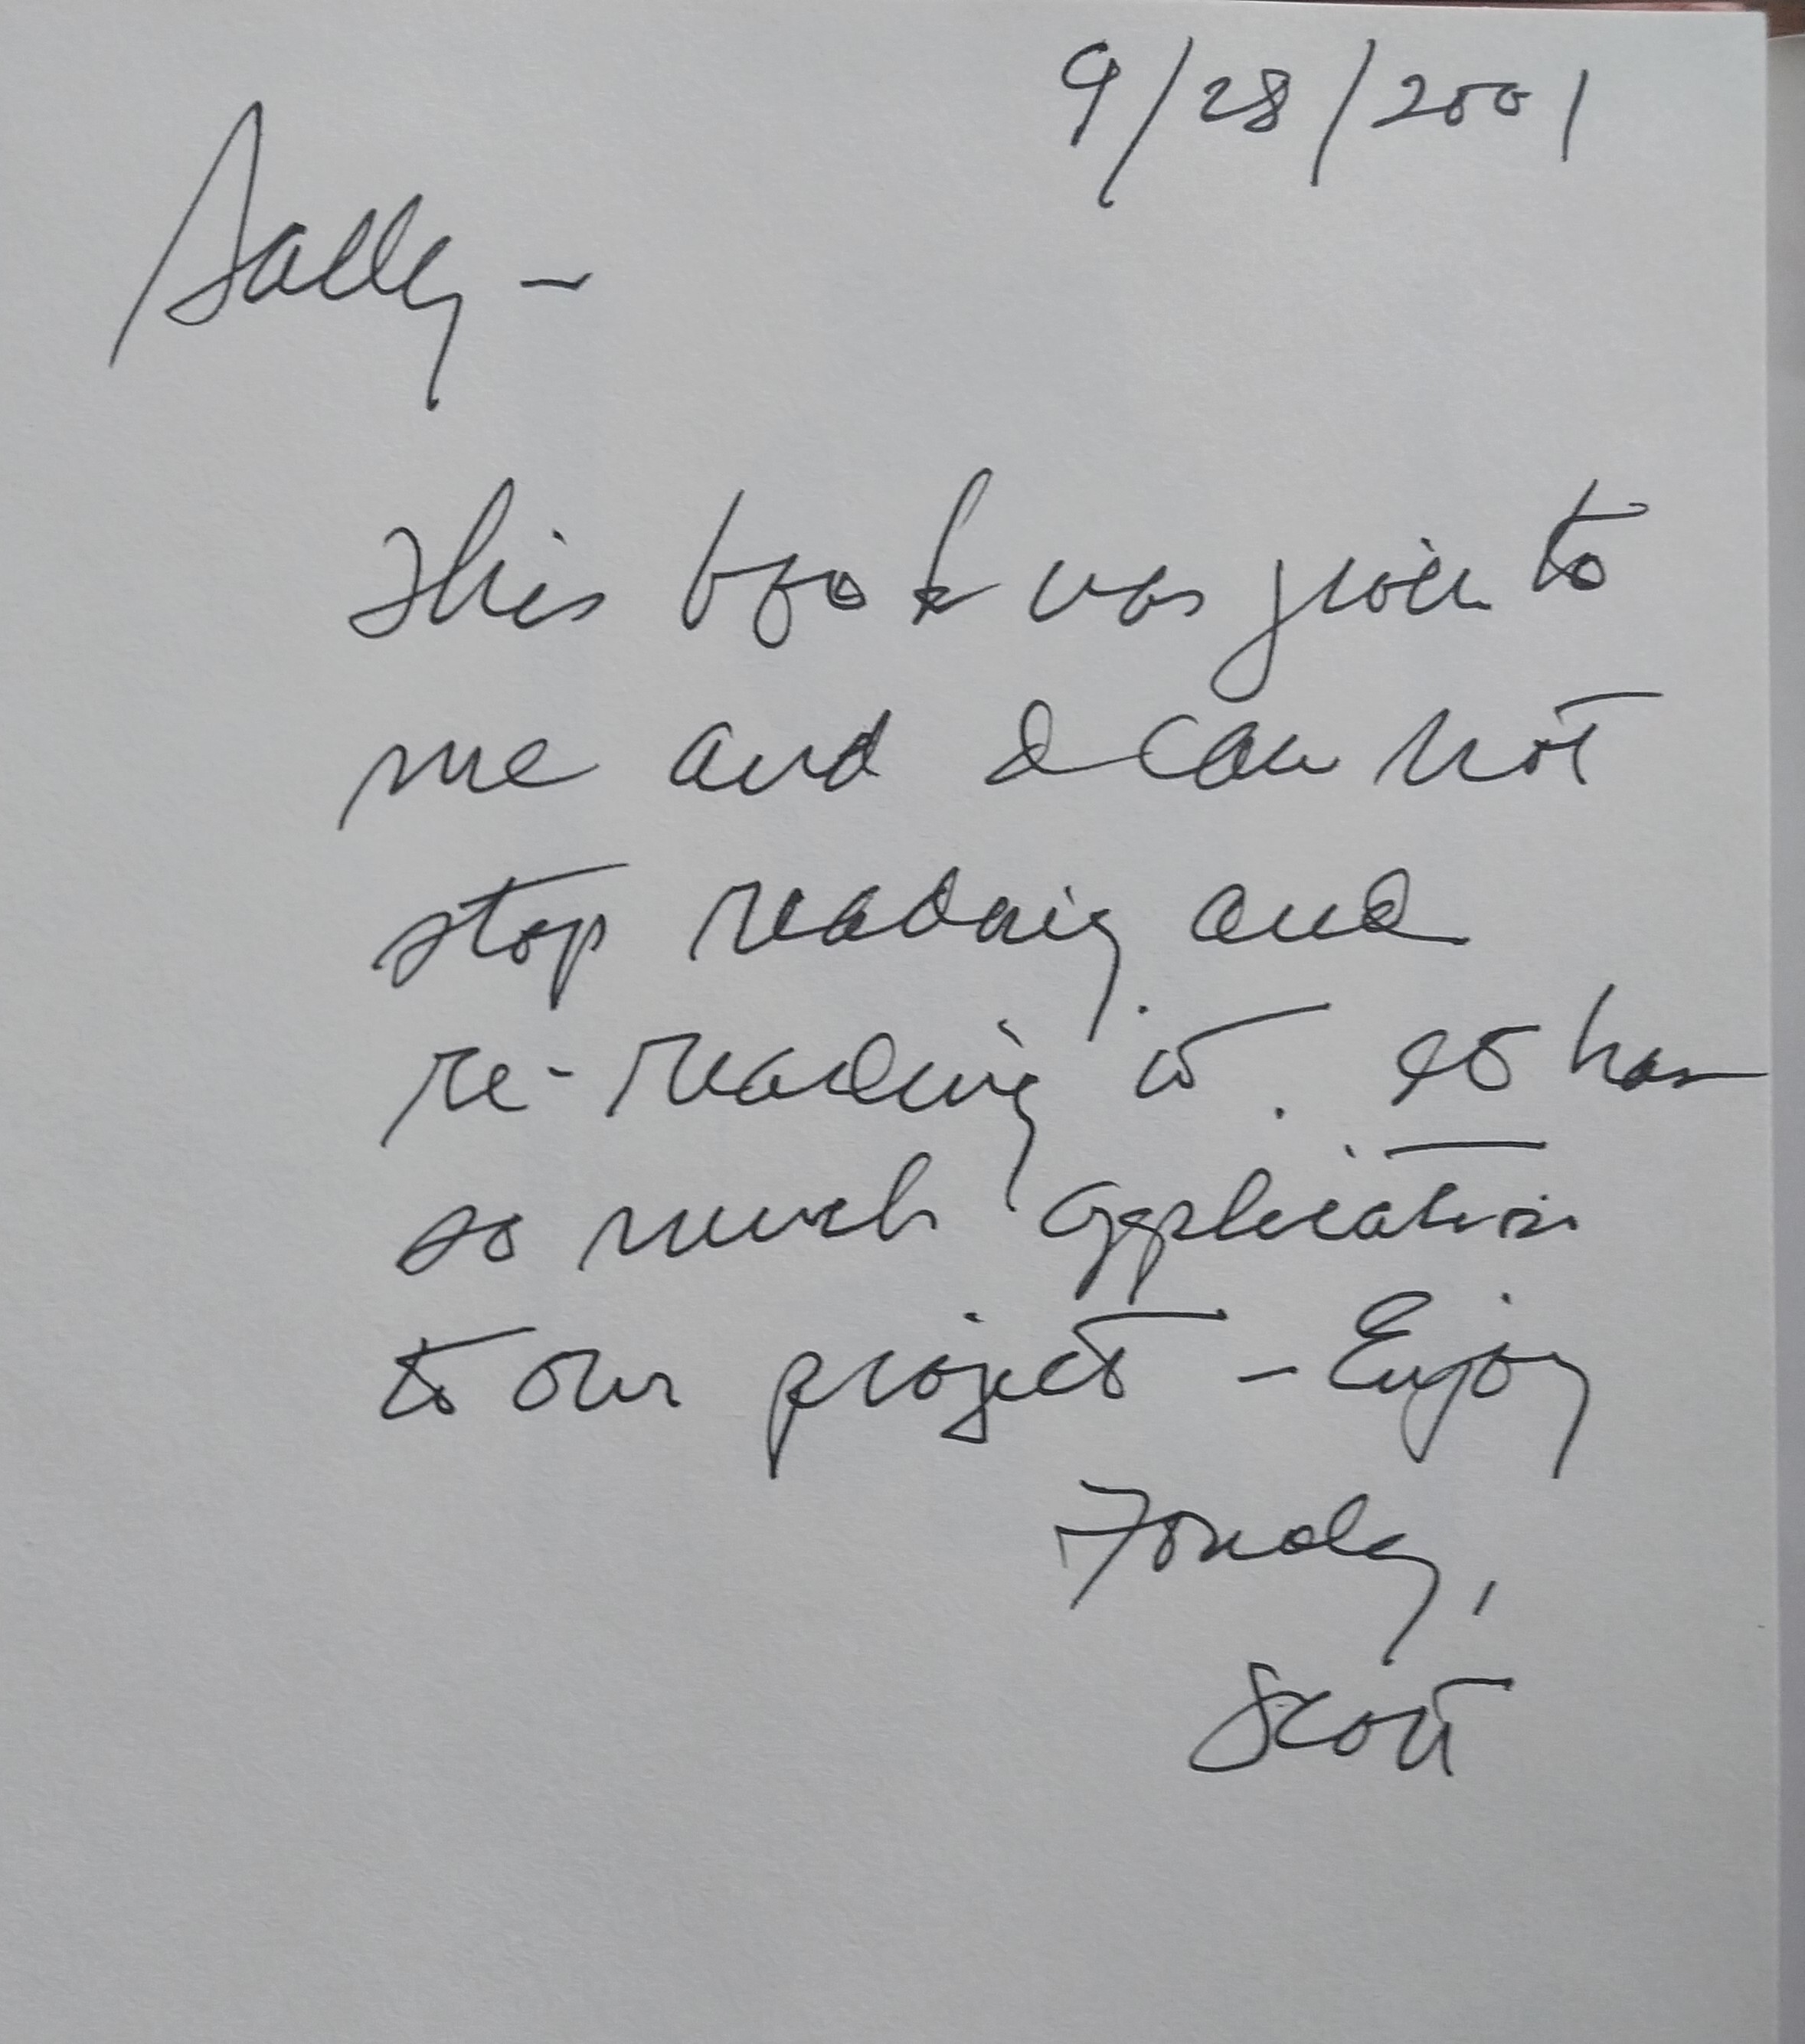 9/28/2001
Sally –
This book was given to
me and I can not
stop reading and
re-reading it. It has
so much application
to our project – Enjoy
Fondly,
Scott